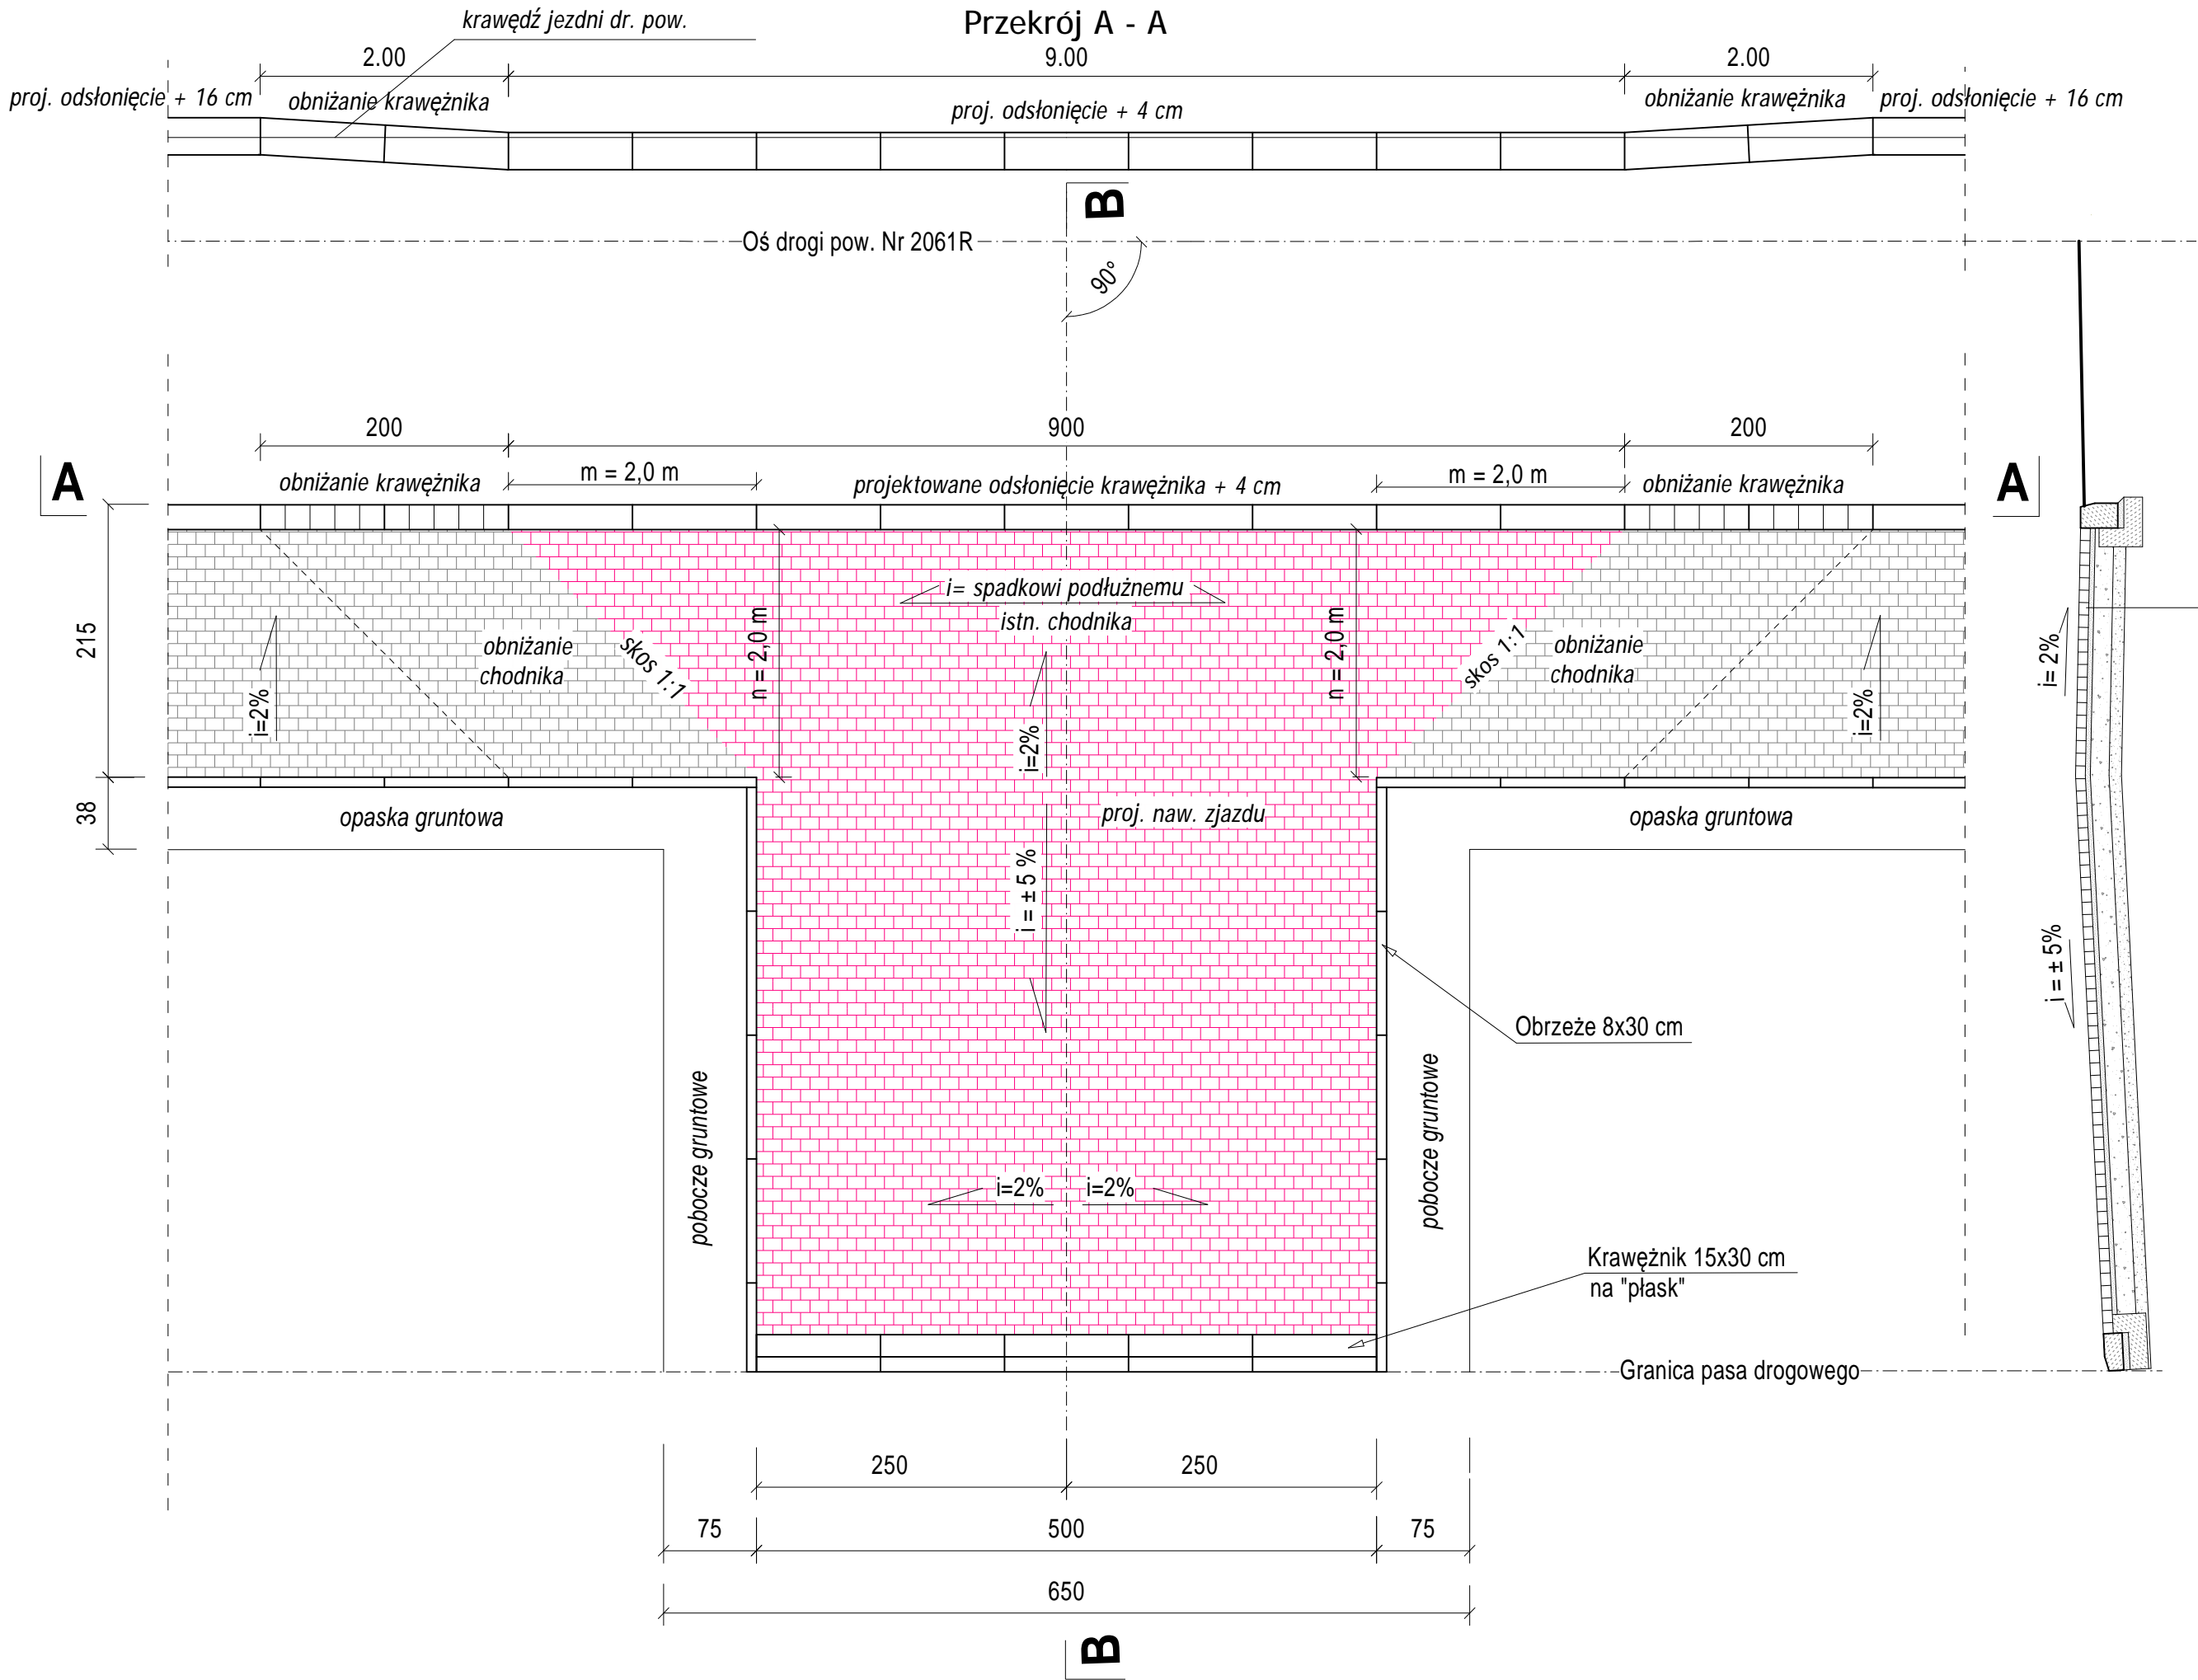 krawędź jezdni dr. pow.
Przekrój A - A
2.00
9.00
2.00
proj. odsłonięcie + 16 cm
obniżanie krawężnika
proj. odsłonięcie + 4 cm
obniżanie krawężnika
proj. odsłonięcie + 16 cm
B
Oś drogi pow. Nr 2061R
90°
200
900
200
A
obniżanie krawężnika
m = 2,0 m
projektowane odsłonięcie krawężnika + 4 cm
m = 2,0 m
obniżanie krawężnika
A
215
i=2%
obniżanie
chodnika
skos 1:1
n = 2,0 m
i= spadkowi podłużnemu
istn. chodnika
i=2%
n = 2,0 m
skos 1:1
obniżanie
chodnika
i=2%
i= 2%
38
opaska gruntowa
proj. naw. zjazdu
opaska gruntowa
i = ± 5 %
i = ± 5%
Obrzeże 8x30 cm
pobocze gruntowe
pobocze gruntowe
i=2%
i=2%
Krawężnik 15x30 cm
na "płask"
Granica pasa drogowego
250
250
75
500
75
650
B